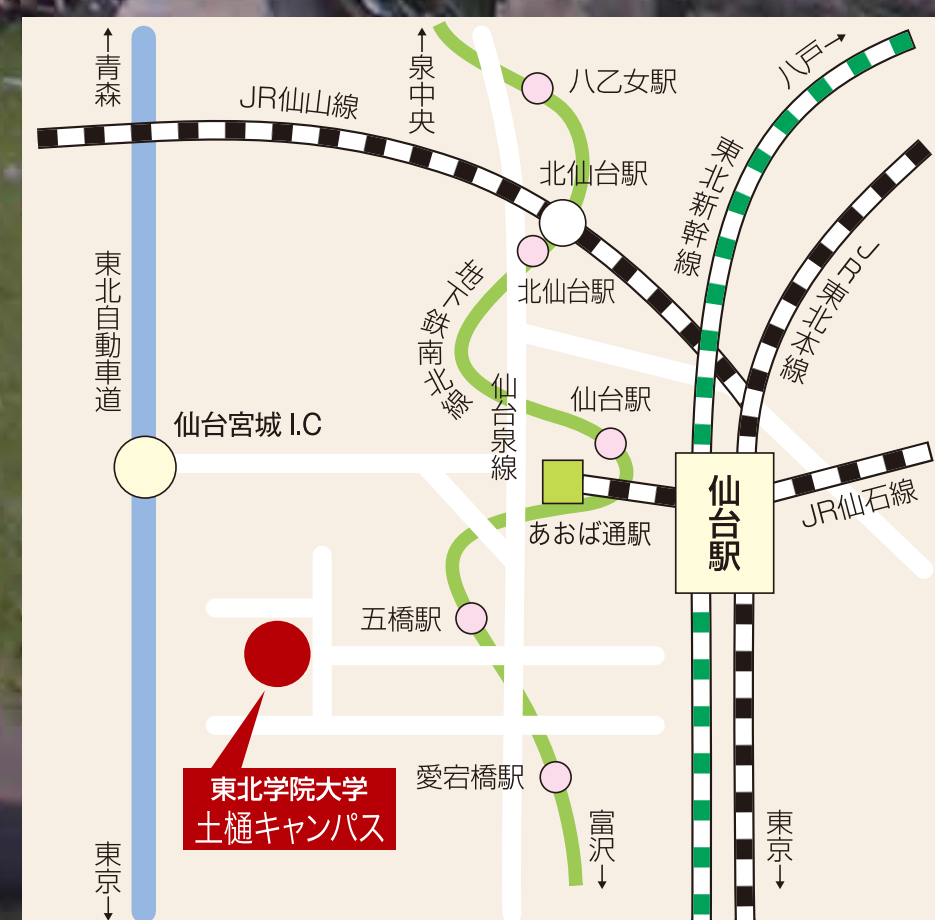 ↑青森
↑泉中央
八戸→
八乙女駅
JR仙山線
東北新幹線
北仙台駅
JR東北本線
東北自動車道
地下鉄南北線
北仙台駅
仙台泉線
仙台駅
仙台宮城 I.C
仙台駅
JR仙石線
あおば通駅
五橋駅
愛宕橋駅
東北学院大学
土樋キャンパス
富沢↓
東京↓
東京↓